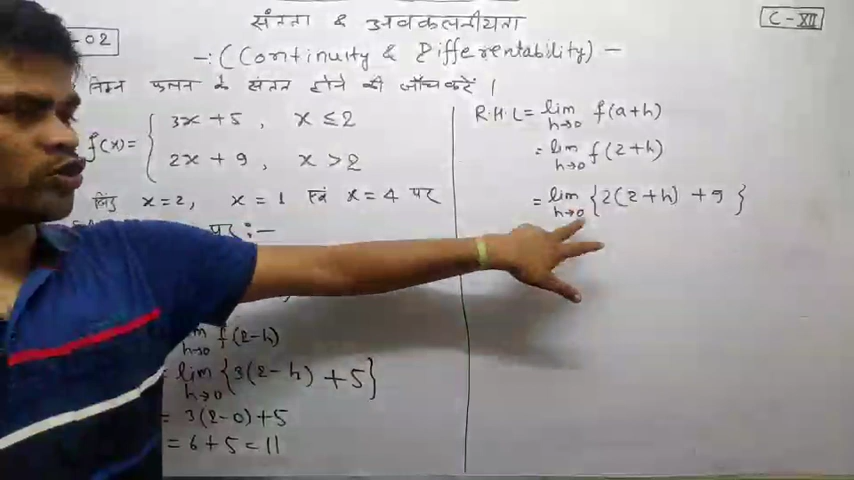 संतता & अवकलनीयता
C-XII
-02
-: (Continuity & Differentability) -
निम्न फलन के संतत होने की जाँच करें ।
f(x)= { 3x+5 , x ≤ 2
2x+9 , x > 2
बिंदु x=2, x=1 एवं x=4 पर
पर :-
f(2-h)
h→0
= lim {3(2-h) +5}
h→0
= 3(2-0)+5
= 6+5=11
R.H.L= lim f(a+h)
h→0
= lim f(2+h)
h→0
= lim {2(2+h) +9}
h→0